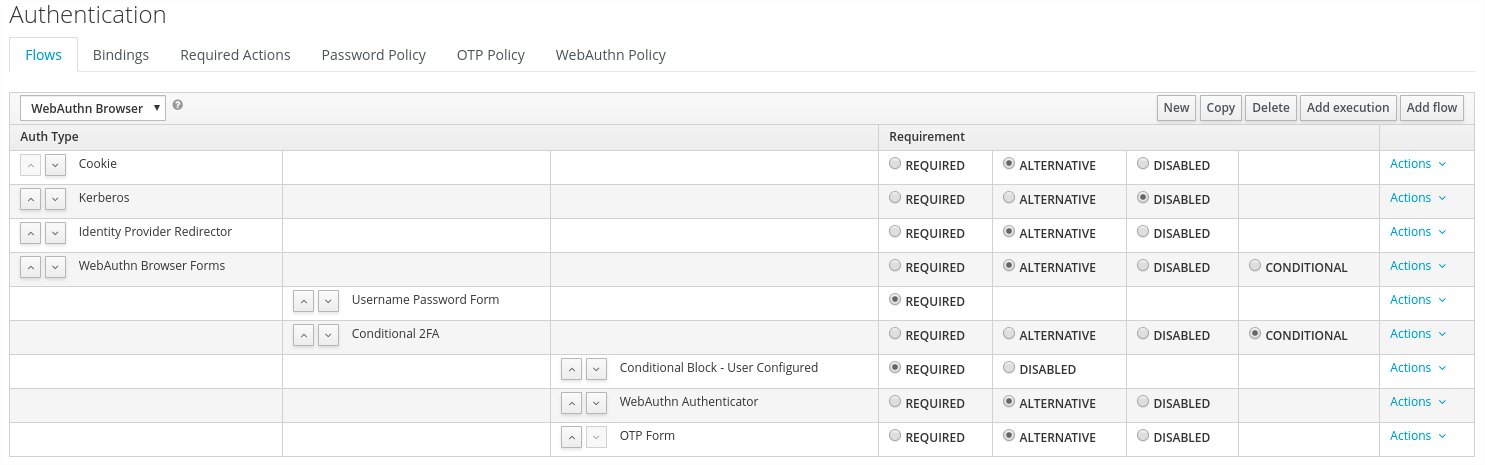 Authentication
Flows Bindings Required Actions Password Policy OTP Policy WebAuthn Policy
WebAuthn Browser ? New Copy Delete Add execution Add flow
Auth Type Requirement
Cookie REQUIRED ALTERNATIVE DISABLED Actions
Kerberos REQUIRED ALTERNATIVE DISABLED Actions
Identity Provider Redirector REQUIRED ALTERNATIVE DISABLED Actions
WebAuthn Browser Forms REQUIRED ALTERNATIVE DISABLED CONDITIONAL Actions
Username Password Form REQUIRED Actions
Conditional 2FA REQUIRED ALTERNATIVE DISABLED CONDITIONAL Actions
Conditional Block - User Configured REQUIRED DISABLED Actions
WebAuthn Authenticator REQUIRED ALTERNATIVE DISABLED Actions
OTP Form REQUIRED ALTERNATIVE DISABLED Actions